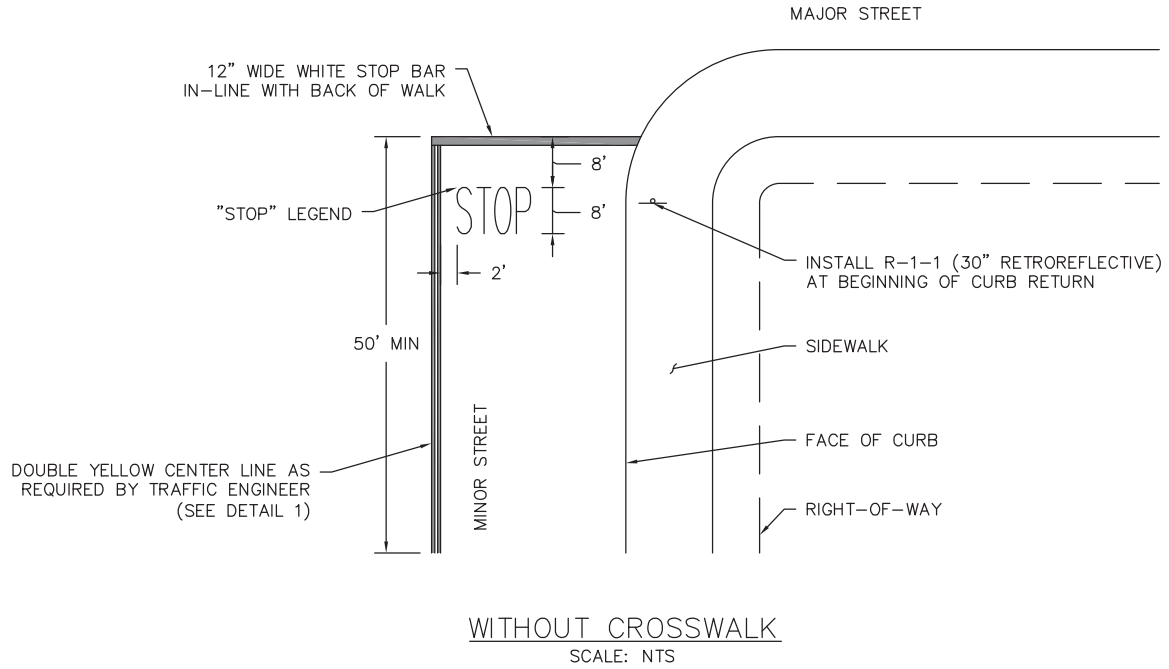 MAJOR STREET
12" WIDE WHITE STOP BAR
IN-LINE WITH BACK OF WALK
8'
"STOP" LEGEND
STOP
8'
2'
INSTALL R-1-1 (30" RETROREFLECTIVE)
AT BEGINNING OF CURB RETURN
50' MIN
SIDEWALK
MINOR STREET
FACE OF CURB
DOUBLE YELLOW CENTER LINE AS
REQUIRED BY TRAFFIC ENGINEER
(SEE DETAIL 1)
RIGHT-OF-WAY
WITHOUT CROSSWALK
SCALE: NTS